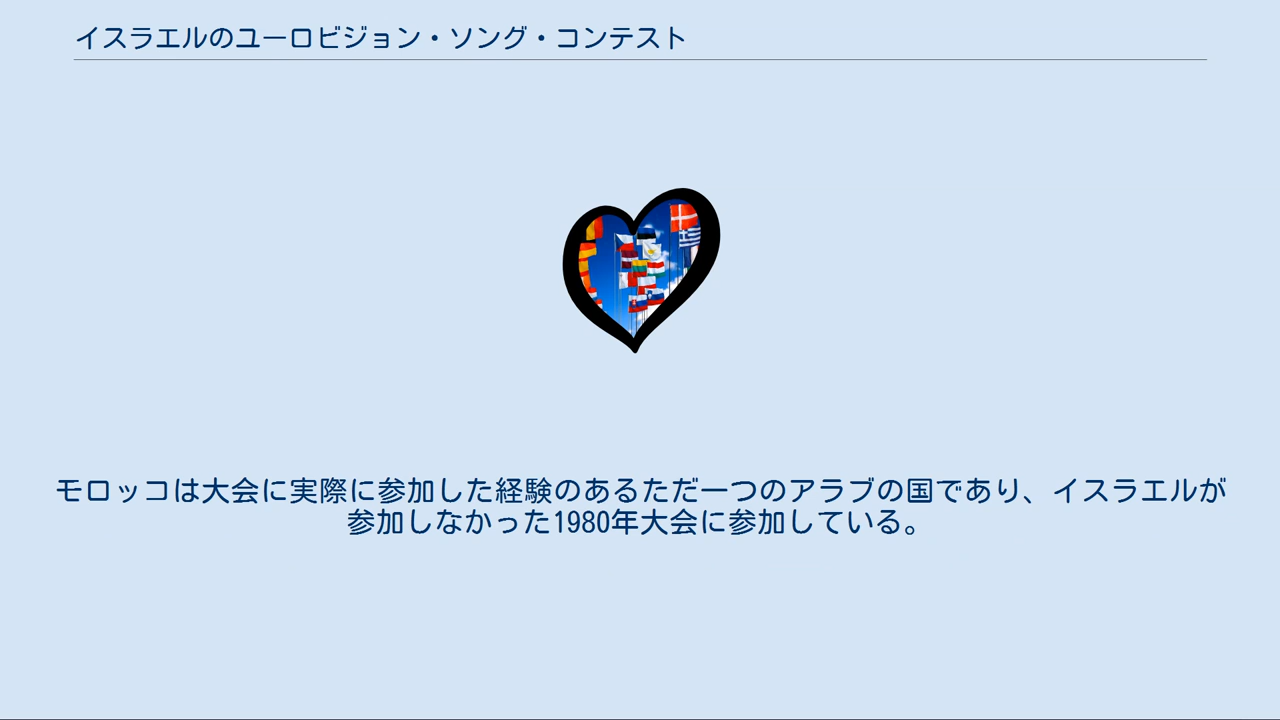 イスラエルのユーロビジョン・ソング・コンテスト
モロッコは大会に実際に参加した経験のあるただ一つのアラブの国であり、イスラエルが
参加しなかった1980年大会に参加している。